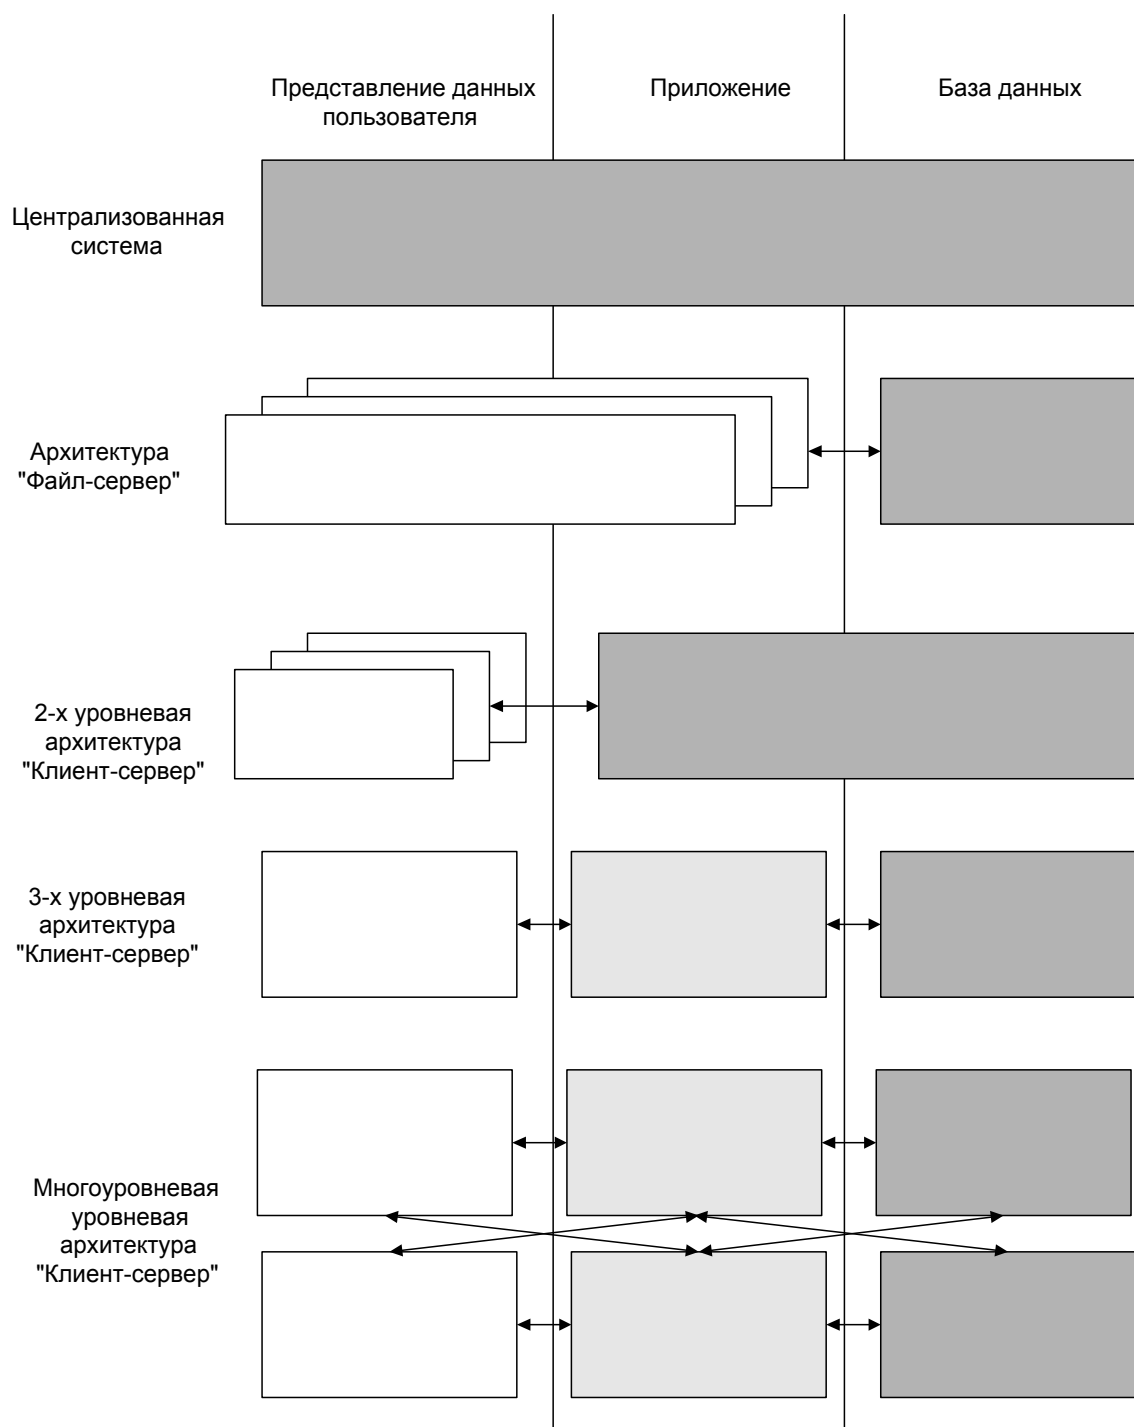 Представление данных
пользователя
Приложение
База данных
Централизованная
система
Архитектура
"Файл-сервер"
2-х уровневая
архитектура
"Клиент-сервер"
3-х уровневая
архитектура
"Клиент-сервер"
Многоуровневая
уровневая
архитектура
"Клиент-сервер"